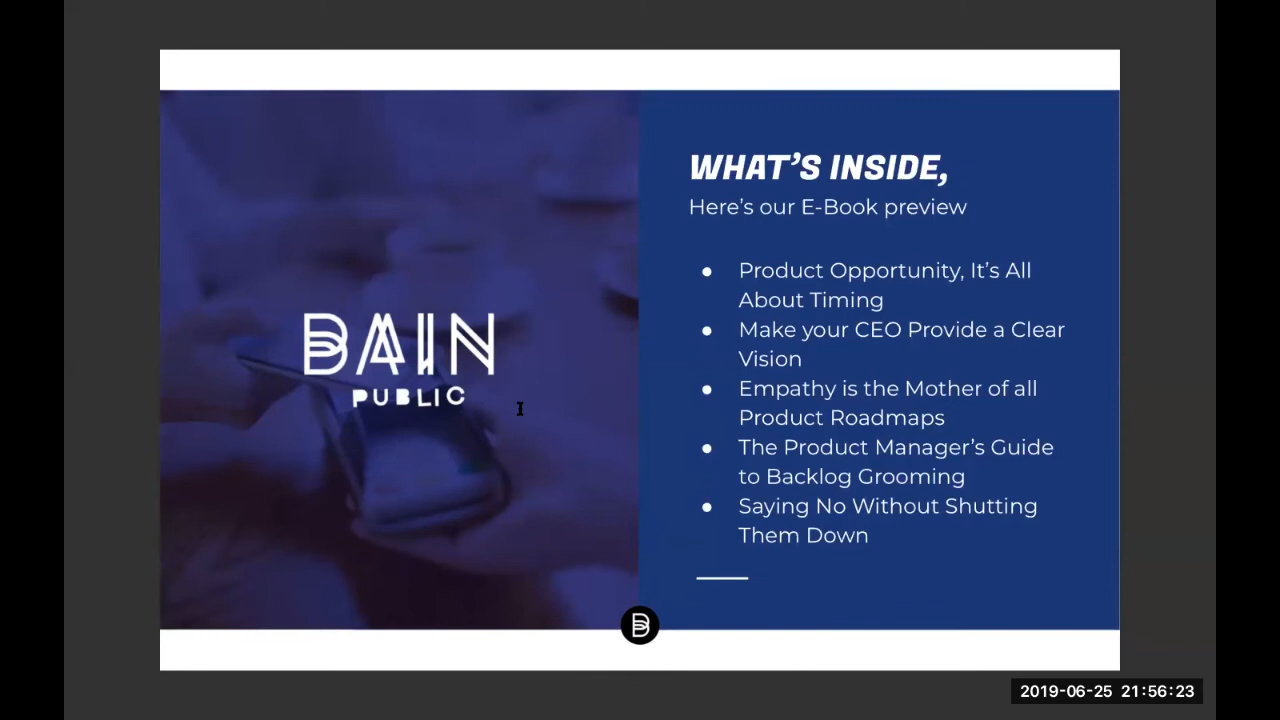 WHAT'S INSIDE,
Here's our E-Book preview
● Product Opportunity, It's All
About Timing
● Make your CEO Provide a Clear
Vision
● Empathy is the Mother of all
Product Roadmaps
● The Product Manager's Guide
to Backlog Grooming
● Saying No Without Shutting
Them Down
BAIN
PUBLIC
B
2019-06-25 21:56:23